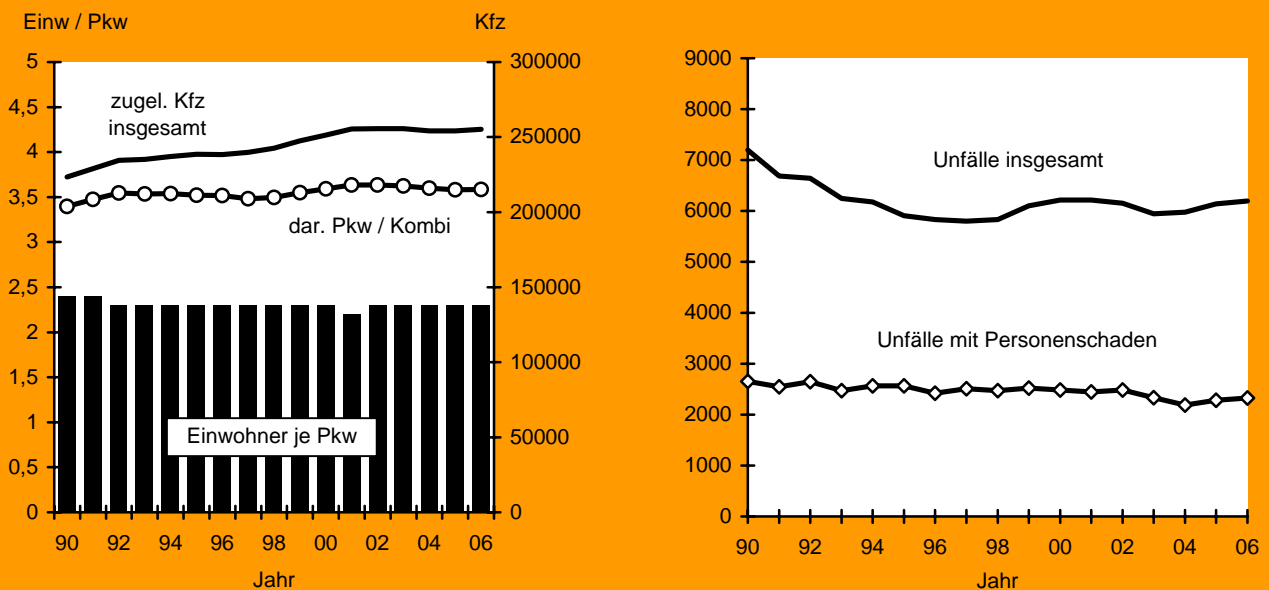 Einw / Pkw
Kfz
5
4,5
4
3,5
3
2,5
2
1,5
1
0,5
0
300000
250000
200000
150000
100000
50000
0
zugel. Kfz
insgesamt
dar. Pkw / Kombi
Einwohner je Pkw
90 92 94 96 98 00 02 04 06
Jahr
9000
8000
7000
6000
5000
4000
3000
2000
1000
0
Unfälle insgesamt
Unfälle mit Personenschaden
90 92 94 96 98 00 02 04 06
Jahr